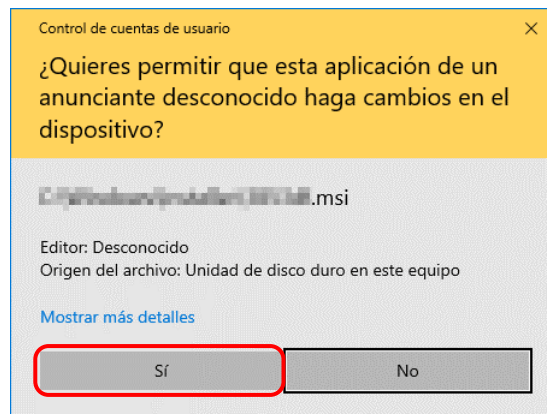 Control de cuentas de usuario
¿Quieres permitir que esta aplicación de un
anunciante desconocido haga cambios en el
dispositivo?
.msi
Editor: Desconocido
Origen del archivo: Unidad de disco duro en este equipo
Mostrar más detalles
Sí
No